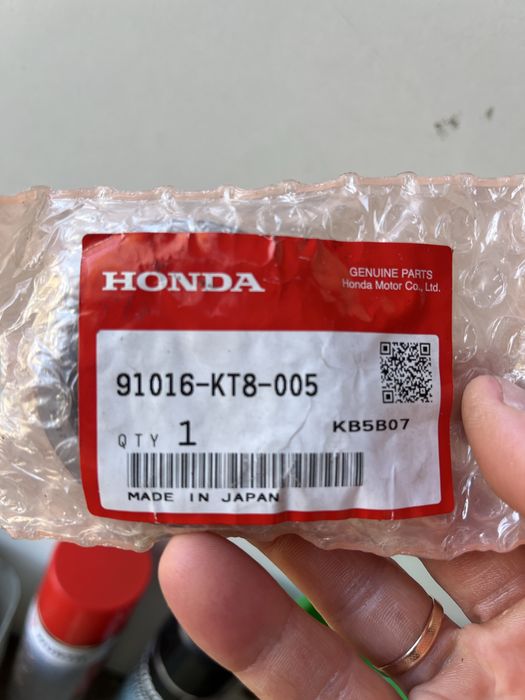 HONDA
GENUINE PARTS
Honda Motor Co., Ltd.
91016-KT8-005
QTY 1
KB5B07
MADE IN JAPAN